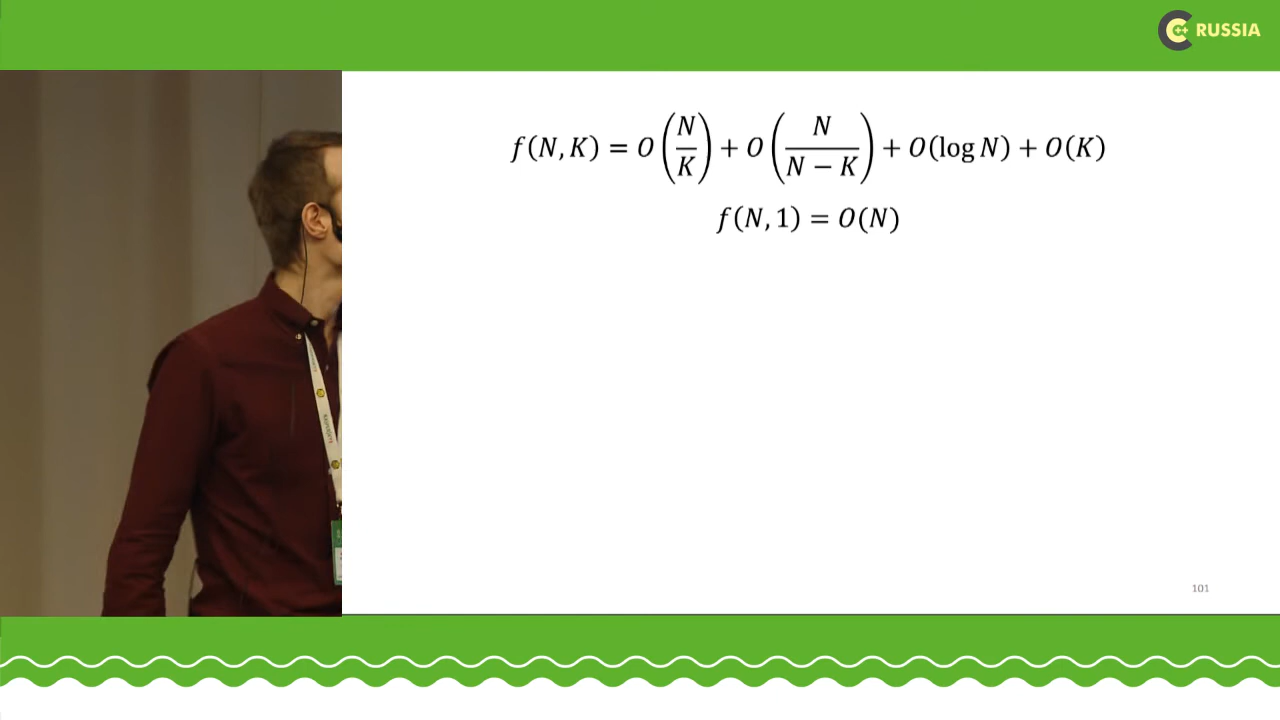 C++ RUSSIA
f(N, K) = O(N/K) + O(N/(N − K)) + O(log N) + O(K)
f(N, 1) = O(N)
101